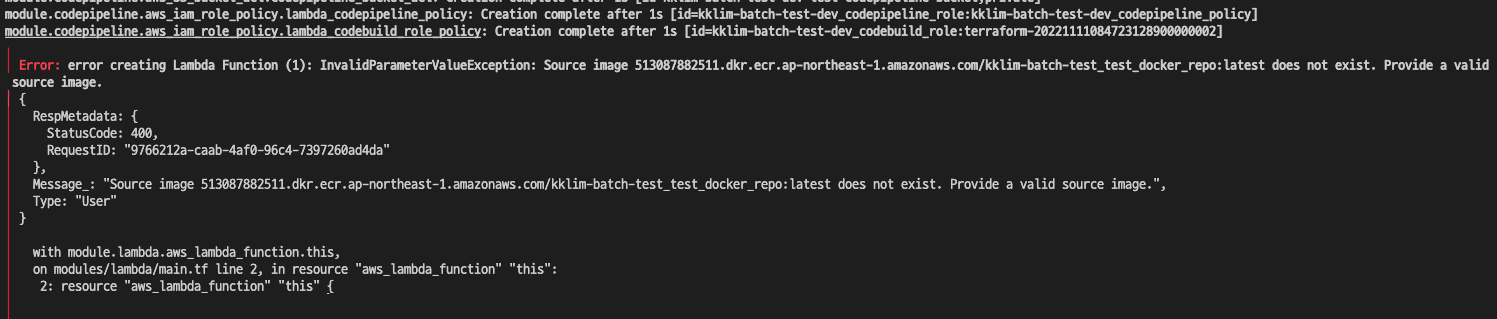 module.codepipeline.aws_iam_role_policy.lambda_codepipeline_policy: Creation complete after 1s [id=kklim-batch-test-dev_codepipeline_role:kklim-batch-test-dev_codepipeline_policy]
module.codepipeline.aws_iam_role_policy.lambda_codebuild_role_policy: Creation complete after 1s [id=kklim-batch-test-dev_codebuild_role:terraform-20221111084723128900000002]
Error: error creating Lambda Function (1): InvalidParameterValueException: Source image 513087882511.dkr.ecr.ap-northeast-1.amazonaws.com/kklim-batch-test_test_docker_repo:latest does not exist. Provide a valid
source image.
{
RespMetadata: {
StatusCode: 400,
RequestID: "9766212a-caab-4af0-96c4-7397260ad4da"
},
Message_: "Source image 513087882511.dkr.ecr.ap-northeast-1.amazonaws.com/kklim-batch-test_test_docker_repo:latest does not exist. Provide a valid source image.",
Type: "User"
}
with module.lambda.aws_lambda_function.this,
on modules/lambda/main.tf line 2, in resource "aws_lambda_function" "this":
2: resource "aws_lambda_function" "this" {